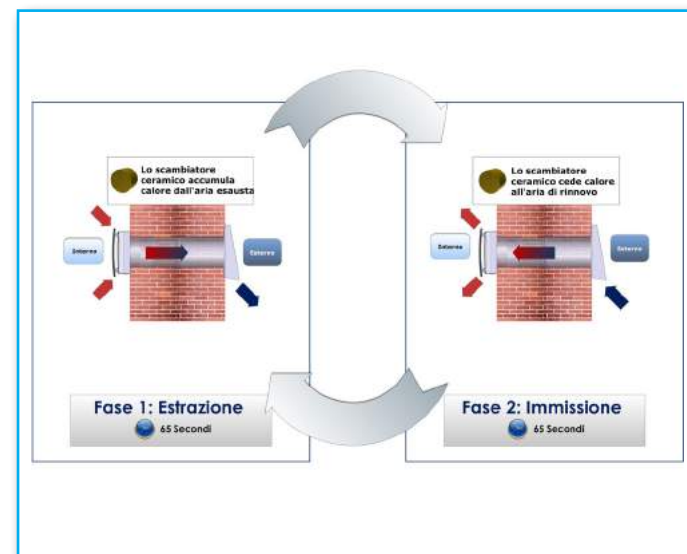 Lo scambiatore
ceramico accumula
calore dall'aria esausta
Interno
Esterno
Fase 1: Estrazione
65 Secondi
Lo scambiatore
ceramico cede calore
all'aria di rinnovo
Interno
Esterno
Fase 2: Immissione
65 Secondi